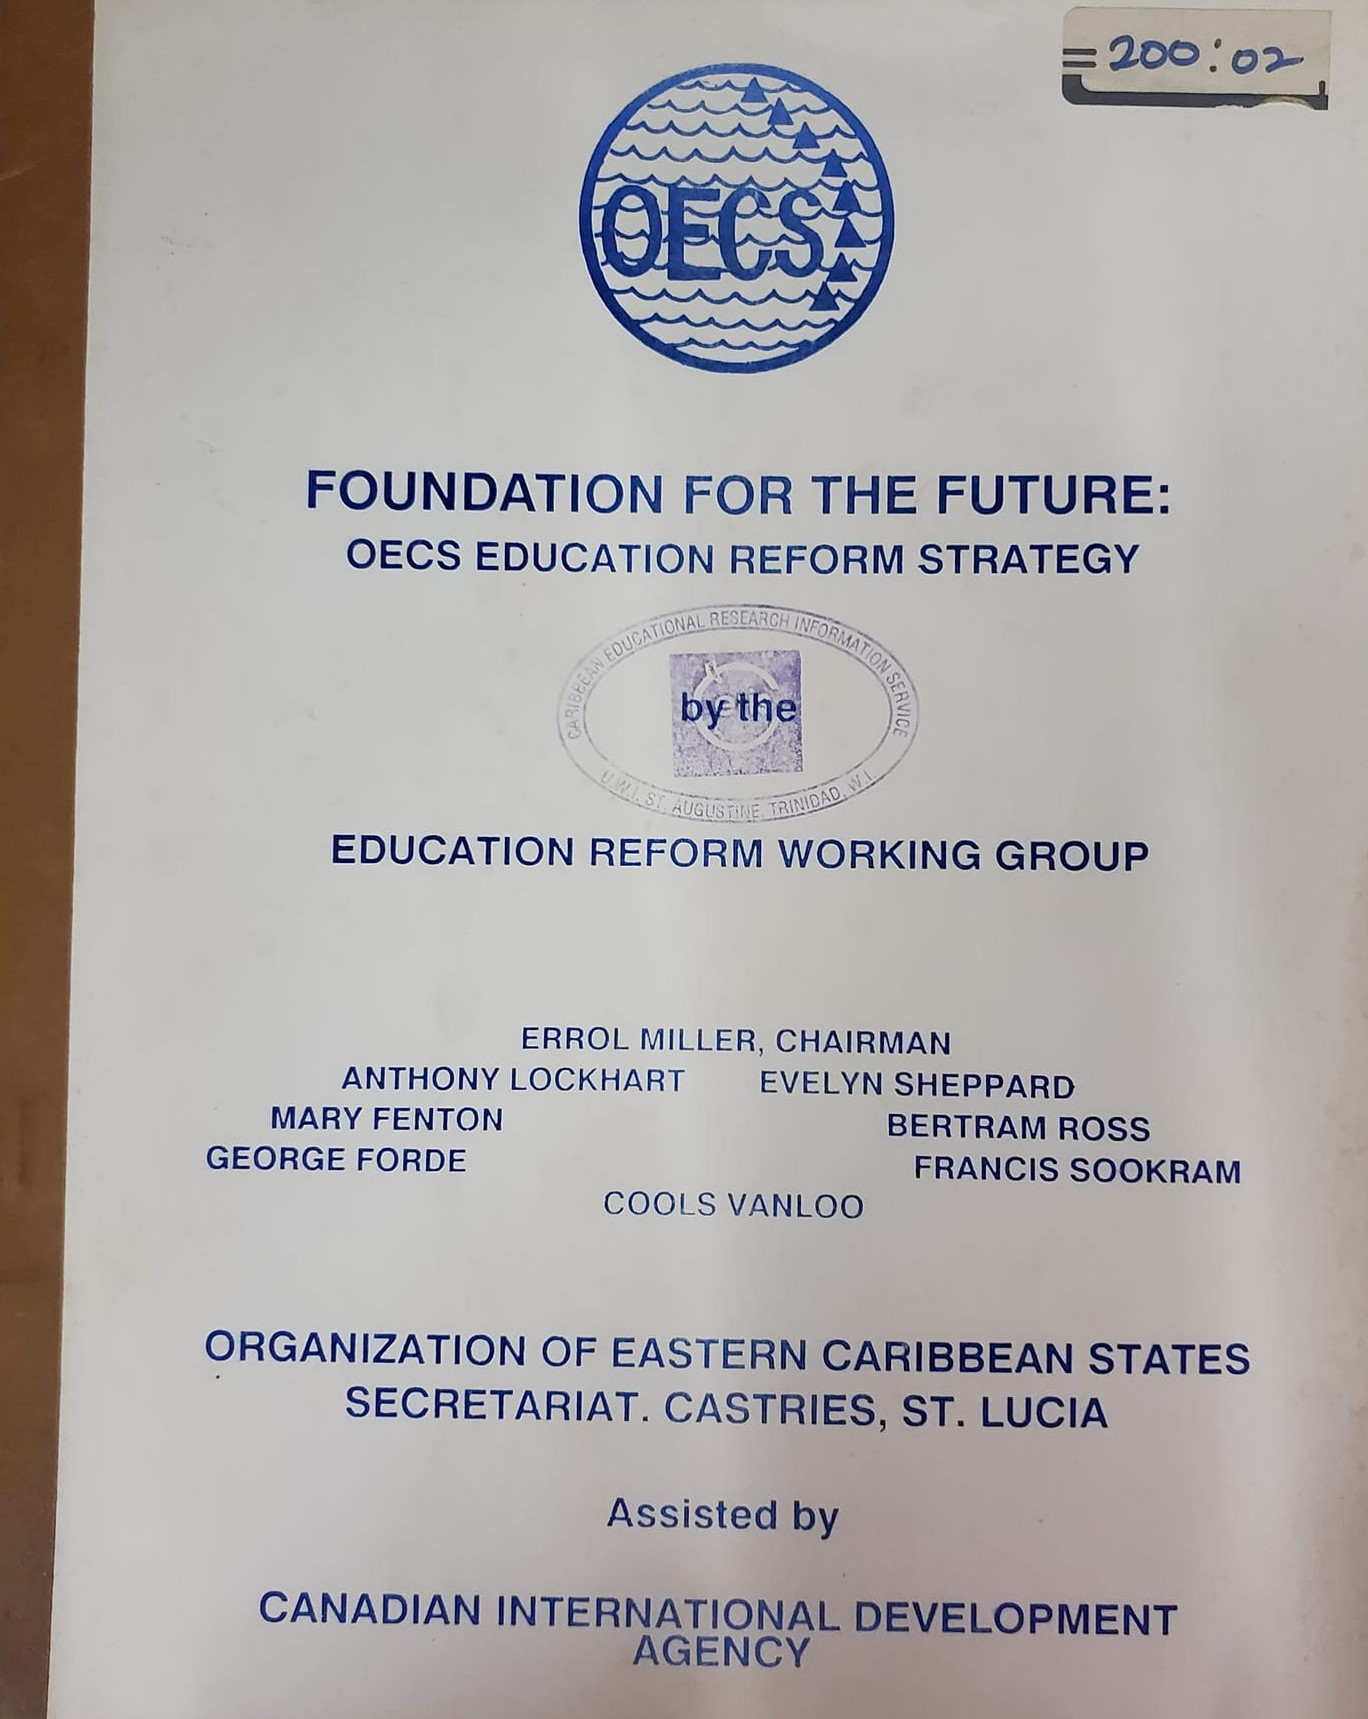 = 200:02
OECS
FOUNDATION FOR THE FUTURE:
OECS EDUCATION REFORM STRATEGY
CARIBBEAN EDUCATIONAL RESEARCH INFORMATION SERVICE
by the
U.W.I. ST. AUGUSTINE, TRINIDAD, W.I.
EDUCATION REFORM WORKING GROUP
ERROL MILLER, CHAIRMAN
ANTHONY LOCKHART EVELYN SHEPPARD
MARY FENTON BERTRAM ROSS
GEORGE FORDE FRANCIS SOOKRAM
COOLS VANLOO
ORGANIZATION OF EASTERN CARIBBEAN STATES
SECRETARIAT. CASTRIES, ST. LUCIA
Assisted by
CANADIAN INTERNATIONAL DEVELOPMENT
AGENCY